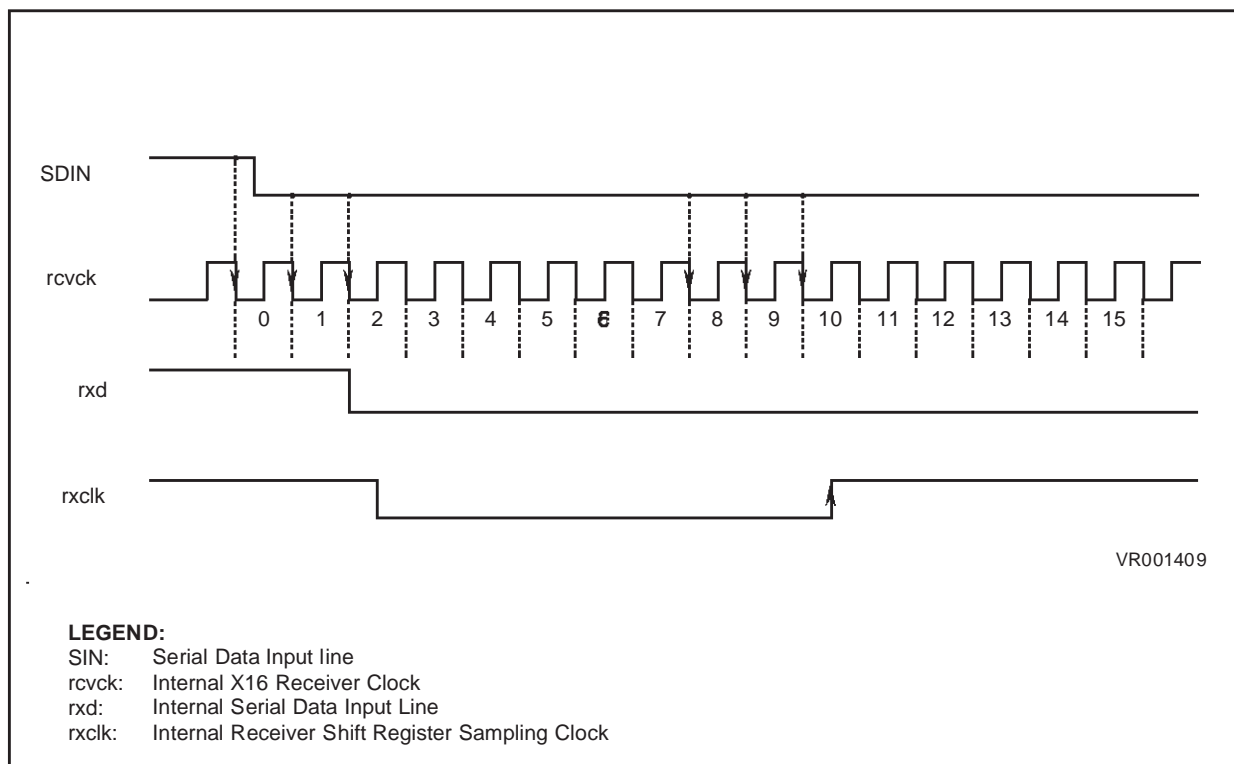 SDIN
rcvck
0 1 2 3 4 5 6 7 8 9 10 11 12 13 14 15
rxd
rxclk
VR001409
LEGEND:
SIN: Serial Data Input line
rcvck: Internal X16 Receiver Clock
rxd: Internal Serial Data Input Line
rxclk: Internal Receiver Shift Register Sampling Clock